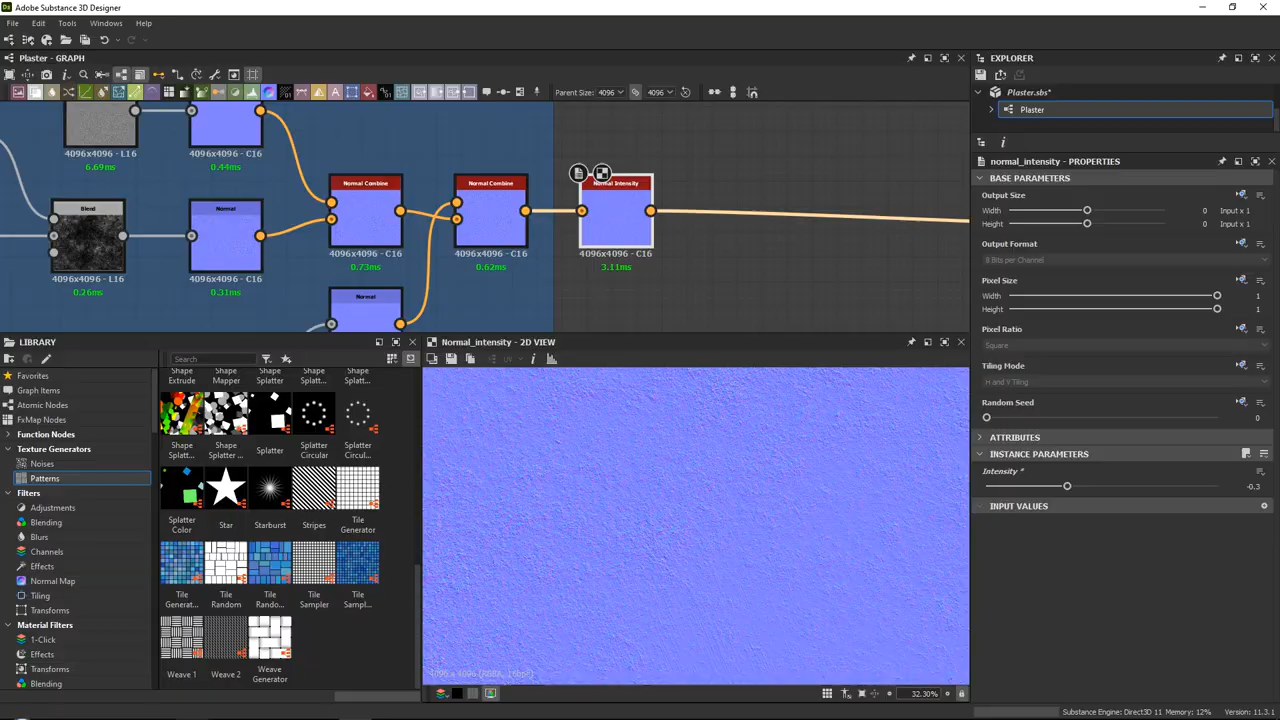 Adobe Substance 3D Designer
File Edit Tools Windows Help
Plaster - GRAPH
Parent Size: 4096 4096
EXPLORER
Plaster.sbs*
Plaster
4096x4096 - L16
6.69ms
4096x4096 - C16
0.44ms
Blend
4096x4096 - L16
0.26ms
Normal
4096x4096 - C16
0.31ms
Normal Combine
4096x4096 - C16
0.73ms
Normal Combine
4096x4096 - C16
0.62ms
Normal Intensity
4096x4096 - C16
3.11ms
Normal
normal_intensity - PROPERTIES
BASE PARAMETERS
Output Size
Width 0 Input x 1
Height 0 Input x 1
Output Format
8 Bits per Channel
Pixel Size
Width 1
Height 1
Pixel Ratio
Square
Tiling Mode
H and V Tiling
Random Seed
0
ATTRIBUTES
INSTANCE PARAMETERS
Intensity *
-0.3
INPUT VALUES
LIBRARY
Search
Favorites
Graph Items
Atomic Nodes
FxMap Nodes
Function Nodes
Texture Generators
Noises
Patterns
Filters
Adjustments
Blending
Blurs
Channels
Effects
Normal Map
Tiling
Transforms
Material Filters
1-Click
Effects
Transforms
Blending
Shape Extrude
Shape Mapper
Shape Splatter
Shape Splatt...
Shape Splatt...
Shape Splatt...
Shape Splatter ...
Splatter
Splatter Circular
Splatter Circul...
Splatter Color
Star
Starburst
Stripes
Tile Generator
Tile Generat...
Tile Random
Tile Rando...
Tile Sampler
Tile Sampl...
Weave 1
Weave 2
Weave Generator
Normal_intensity - 2D VIEW
UV
4096 x 4096 (RGBA, 16bpc)
32.30%
Substance Engine: Direct3D 11 Memory: 12% Version: 11.3.1